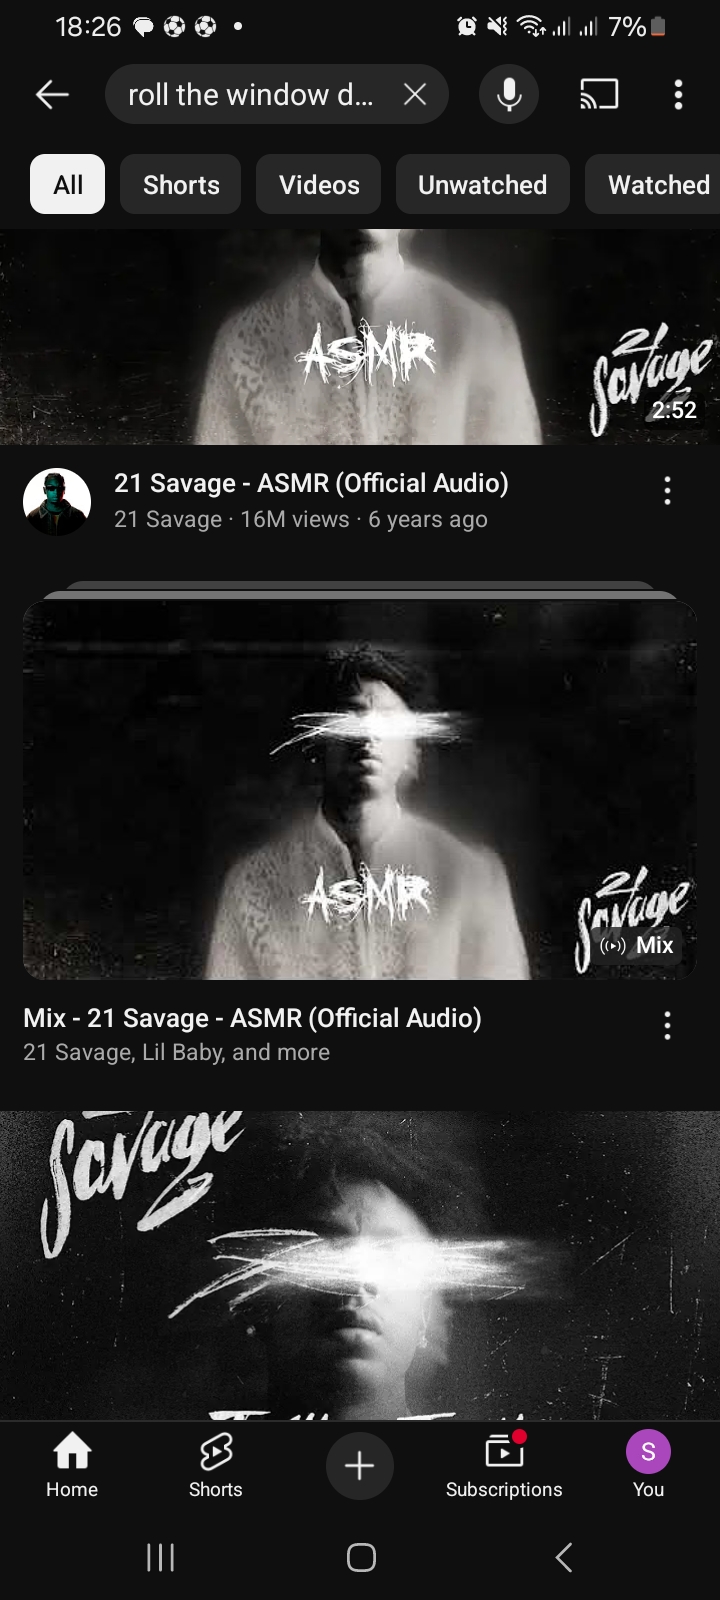 18:26
7%
roll the window d...
All
Shorts
Videos
Unwatched
Watched
ASMR
21
Savage
2:52
21 Savage - ASMR (Official Audio)
21 Savage · 16M views · 6 years ago
ASMR
21
Savage
Mix
Mix - 21 Savage - ASMR (Official Audio)
21 Savage, Lil Baby, and more
Savage
Home
Shorts
Subscriptions
S
You